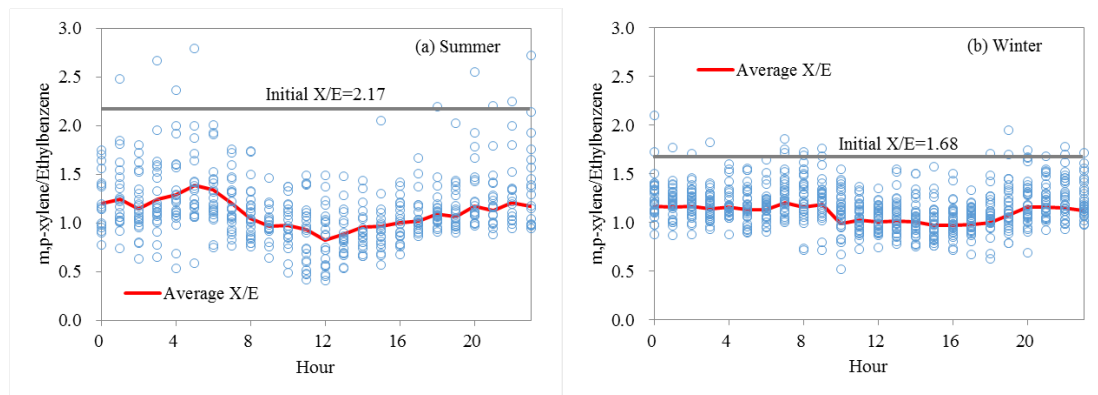 (a) Summer
m,p-xylene/Ethylbenzene
3.0
2.5
2.0
1.5
1.0
0.5
0.0
Initial X/E=2.17
Average X/E
0 4 8 12 16 20
Hour
(b) Winter
m,p-xylene/Ethylbenzene
3.0
2.5
2.0
1.5
1.0
0.5
0.0
Average X/E
Initial X/E=1.68
0 4 8 12 16 20
Hour